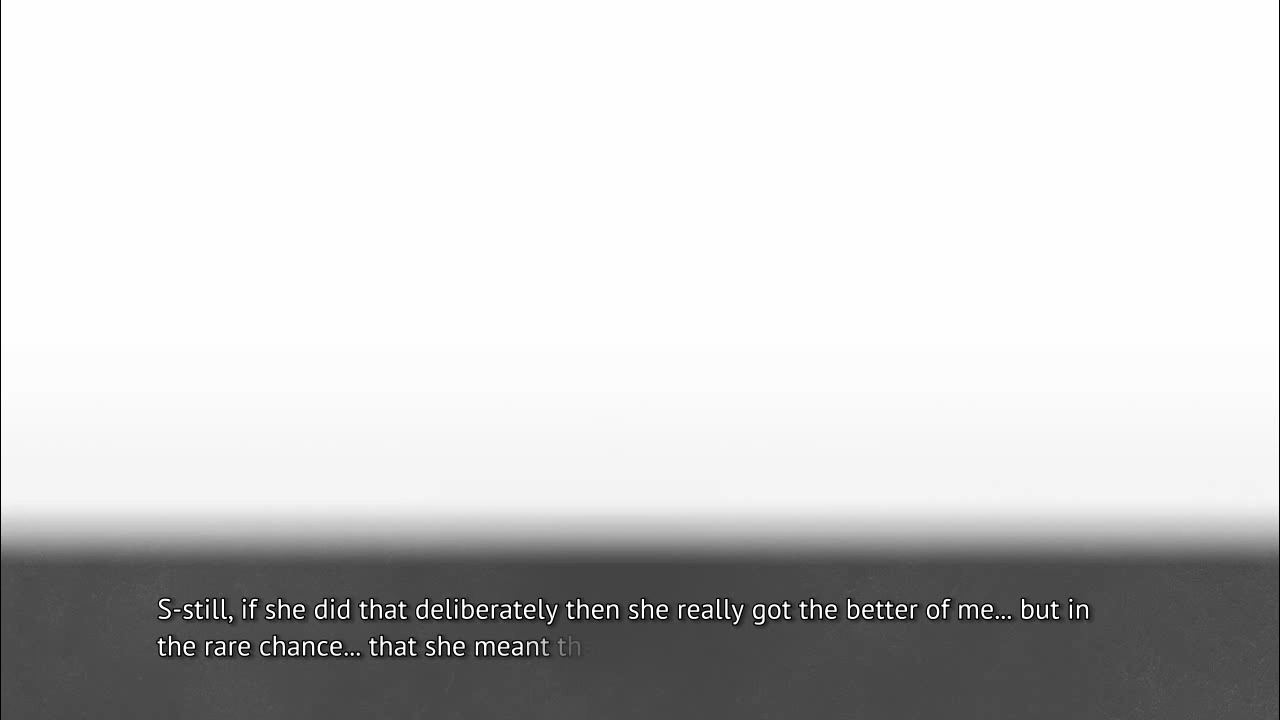 S-still, if she did that deliberately then she really got the better of me... but in
the rare chance... that she meant th